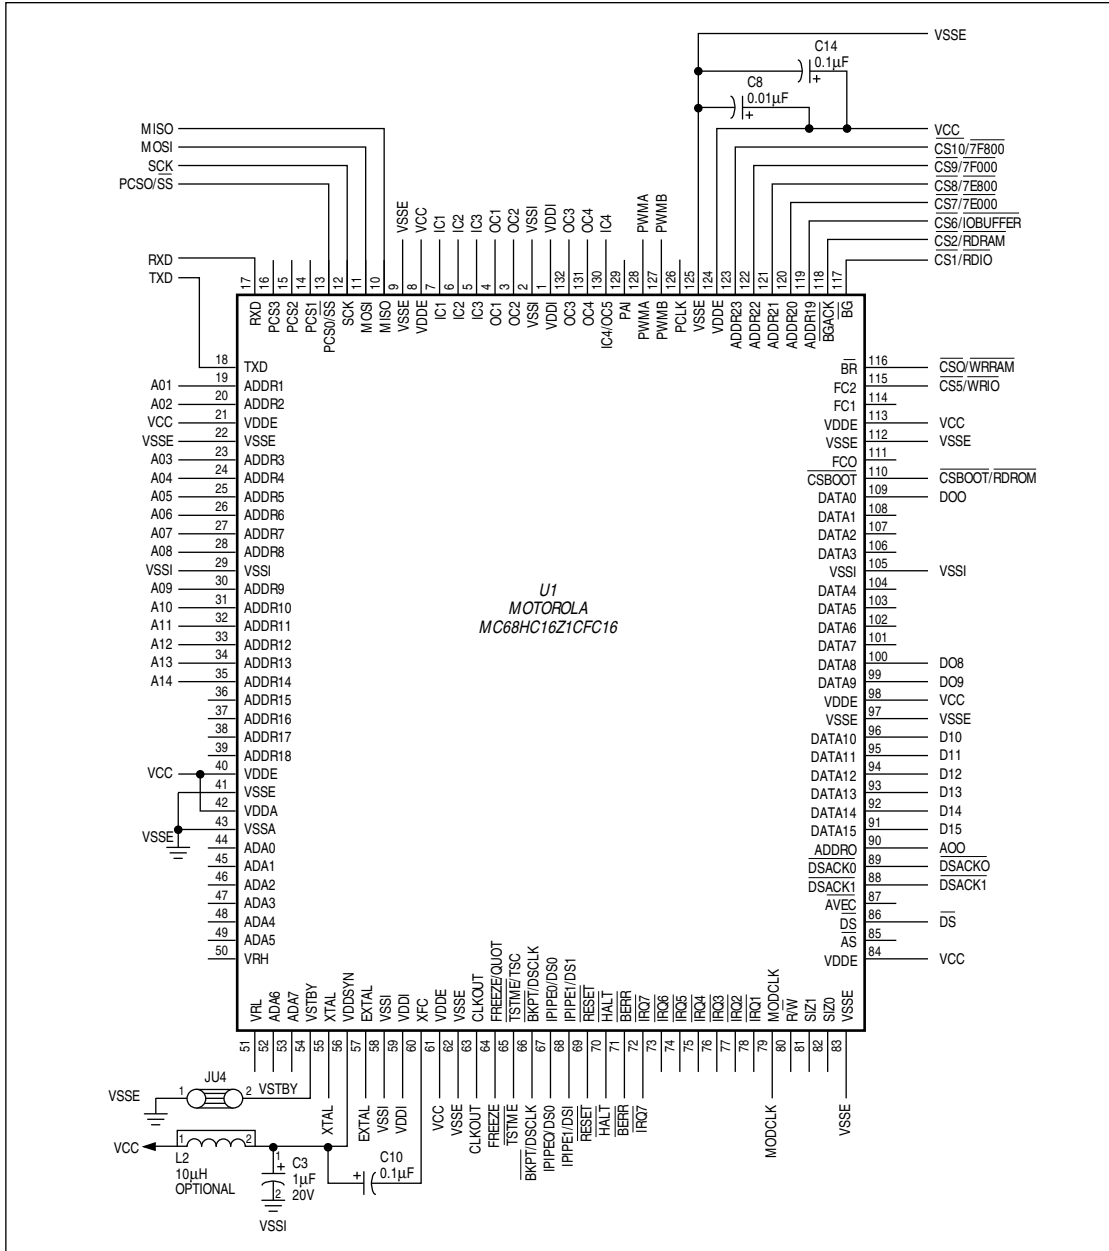 VSSE
C14
0.1µF
+
C8
0.01µF
+
MISO
MOSI
SCK
PCSO/SS
RXD
TXD
VCC
CS10/7F800
CS9/7F000
CS8/7E800
CS7/7E000
CS6/IOBUFFER
CS2/RDRAM
CS1/RDIO
VSSE VCC IC1 IC2 IC3 OC1 OC2 VSSI VDDI OC3 OC4 IC4 PWMA PWMB
17 16 15 14 13 12 11 10 9 8 7 6 5 4 3 2 1 132 131 130 129 128 127 126 125 124 123 122 121 120 119 118 117
RXD PCS3 PCS2 PCS1 PCS0/SS SCK MOSI MISO VSSE VDDE IC1 IC2 IC3 OC1 OC2 VSSI VDDI OC3 OC4 IC4/OC5 PAI PWMA PWMB PCLK VSSE VDDE ADDR23 ADDR22 ADDR21 ADDR20 ADDR19 BGACK BG
18 TXD
A01 19 ADDR1
A02 20 ADDR2
VCC 21 VDDE
VSSE 22 VSSE
A03 23 ADDR3
A04 24 ADDR4
A05 25 ADDR5
A06 26 ADDR6
A07 27 ADDR7
A08 28 ADDR8
VSSI 29 VSSI
A09 30 ADDR9
A10 31 ADDR10
A11 32 ADDR11
A12 33 ADDR12
A13 34 ADDR13
A14 35 ADDR14
36 ADDR15
37 ADDR16
38 ADDR17
39 ADDR18
VCC 40 VDDE
41 VSSE
42 VDDA
VSSE 43 VSSA
44 ADA0
45 ADA1
46 ADA2
47 ADA3
48 ADA4
49 ADA5
50 VRH
U1
MOTOROLA
MC68HC16Z1CFC16
BR 116 CSO/WRRAM
FC2 115 CS5/WRIO
FC1 114
VDDE 113 VCC
VSSE 112 VSSE
FCO 111
CSBOOT 110 CSBOOT/RDROM
DATA0 109 DOO
DATA1 108
DATA2 107
DATA3 106
VSSI 105 VSSI
DATA4 104
DATA5 103
DATA6 102
DATA7 101
DATA8 100 DO8
DATA9 99 DO9
VDDE 98 VCC
VSSE 97 VSSE
DATA10 96 D10
DATA11 95 D11
DATA12 94 D12
DATA13 93 D13
DATA14 92 D14
DATA15 91 D15
ADDRO 90 AOO
DSACK0 89 DSACKO
DSACK1 88 DSACK1
AVEC 87
DS 86 DS
AS 85
VDDE 84 VCC
VRL ADA6 ADA7 VSTBY XTAL VDDSYN EXTAL VSSI VDDI XFC VDDE VSSE CLKOUT FREEZE/QUOT TSTME/TSC BKPT/DSCLK IPIPE0/DS0 IPIPE1/DS1 RESET HALT BERR IRQ7 IRQ6 IRQ5 IRQ4 IRQ3 IRQ2 IRQ1 MODCLK R/W SIZ1 SIZ0 VSSE
51 52 53 54 55 56 57 58 59 60 61 62 63 64 65 66 67 68 69 70 71 72 73 74 75 76 77 78 79 80 81 82 83
XTAL EXTAL VSSI VDDI VCC VSSE CLKOUT FREEZE TSTME BKPT/DSCLK IPIPEO/DS0 IPIPE1/DSI RESET HALT BERR IRQ7 MODCLK VSSE
JU4
VSSE 1 2 VSTBY
VCC 1 2
L2
10µH
OPTIONAL
1 +
C3
1µF
20V
2
VSSI
C10
+ 0.1µF